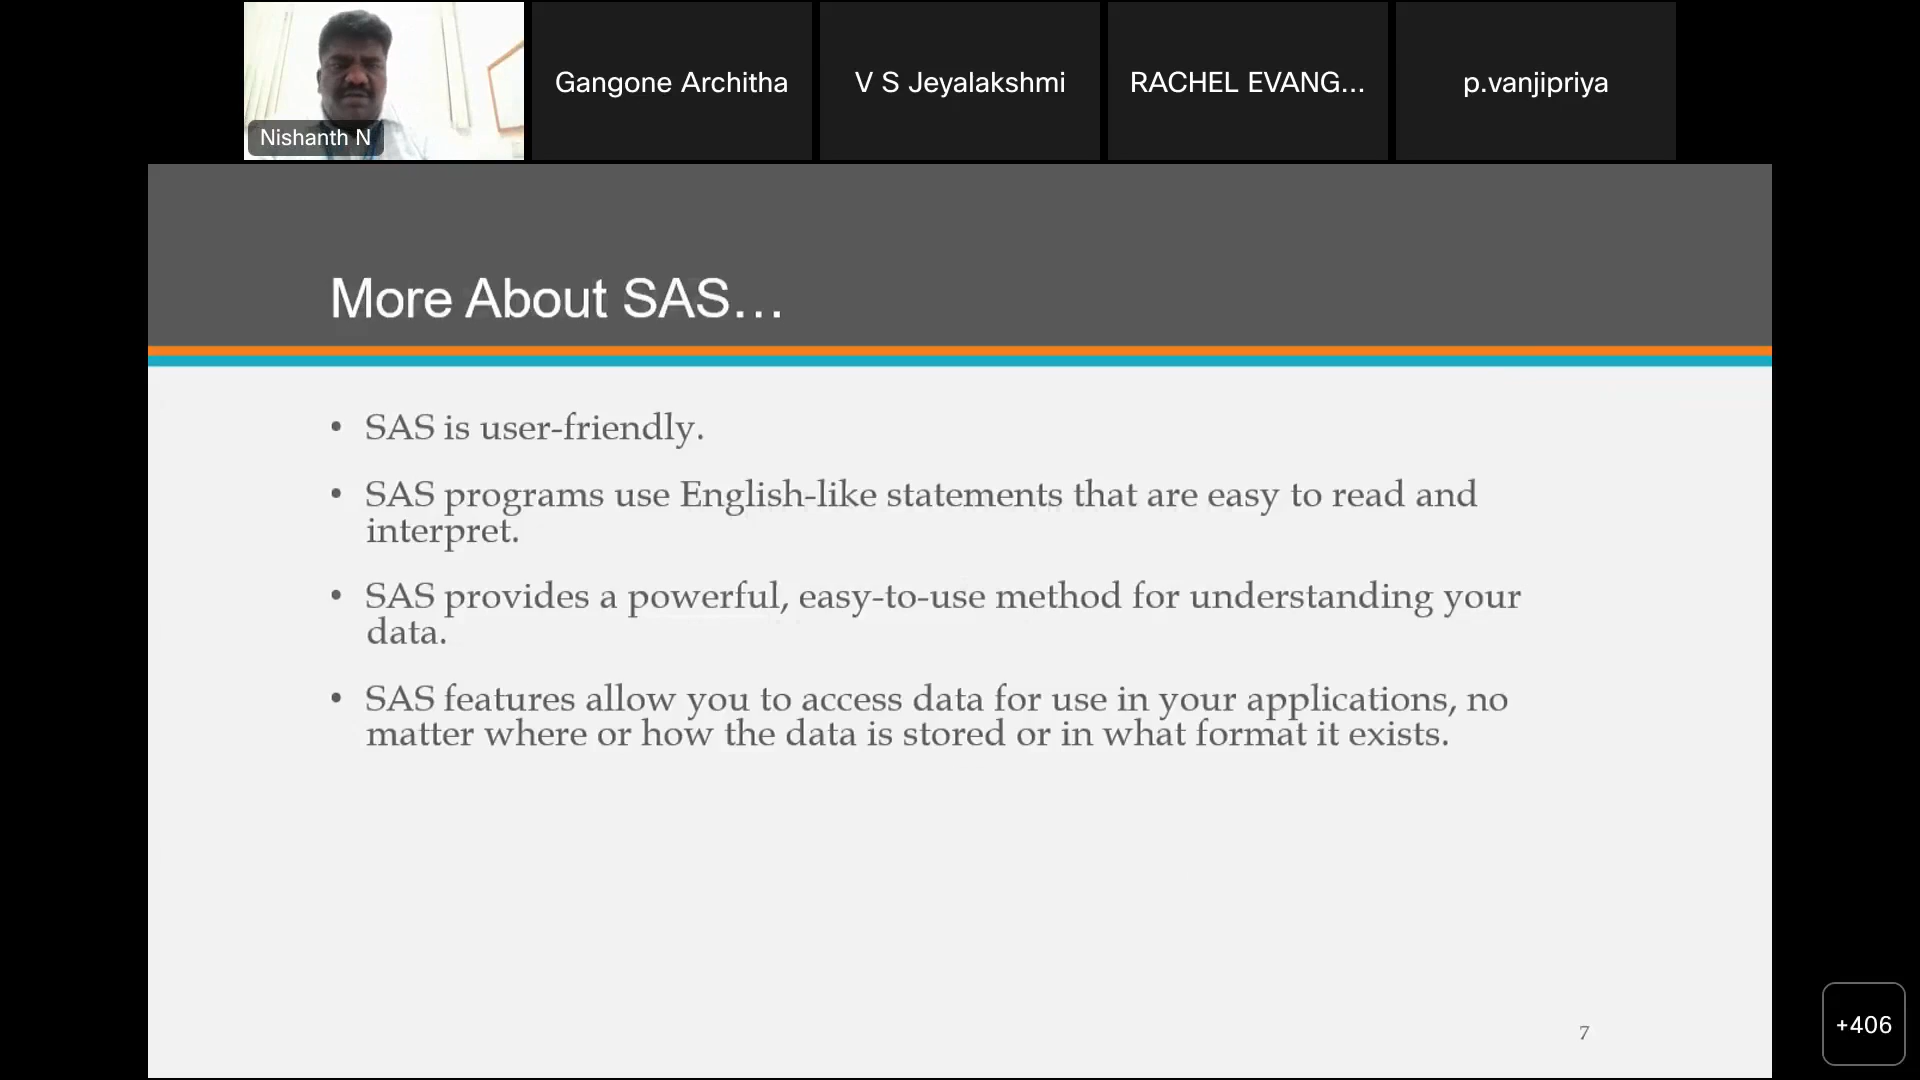 Nishanth N
Gangone Architha
V S Jeyalakshmi
RACHEL EVANG...
p.vanjipriya
More About SAS...
• SAS is user-friendly.
• SAS programs use English-like statements that are easy to read and
interpret.
• SAS provides a powerful, easy-to-use method for understanding your
data.
• SAS features allow you to access data for use in your applications, no
matter where or how the data is stored or in what format it exists.
7
+406